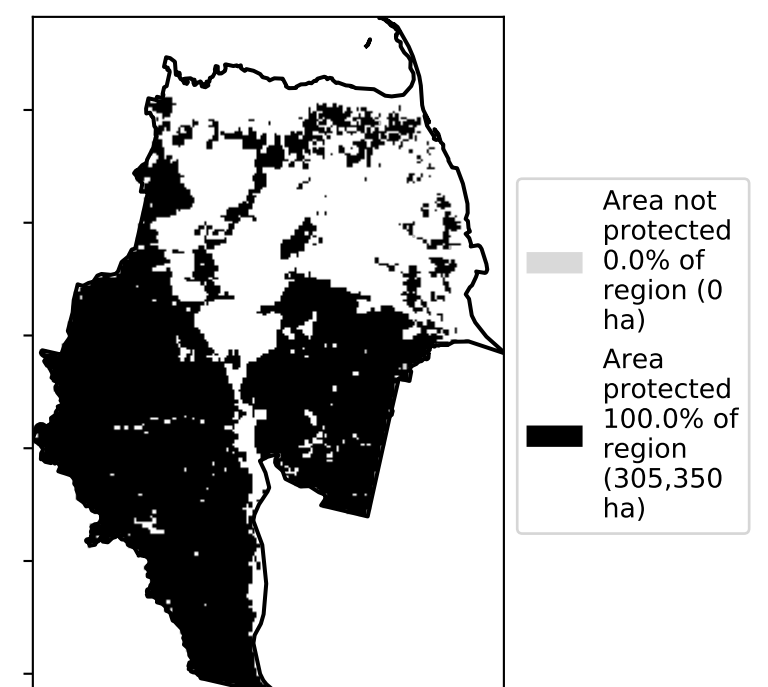 Area not
protected
0.0% of
region (0
ha)
Area
protected
100.0% of
region
(305,350
ha)